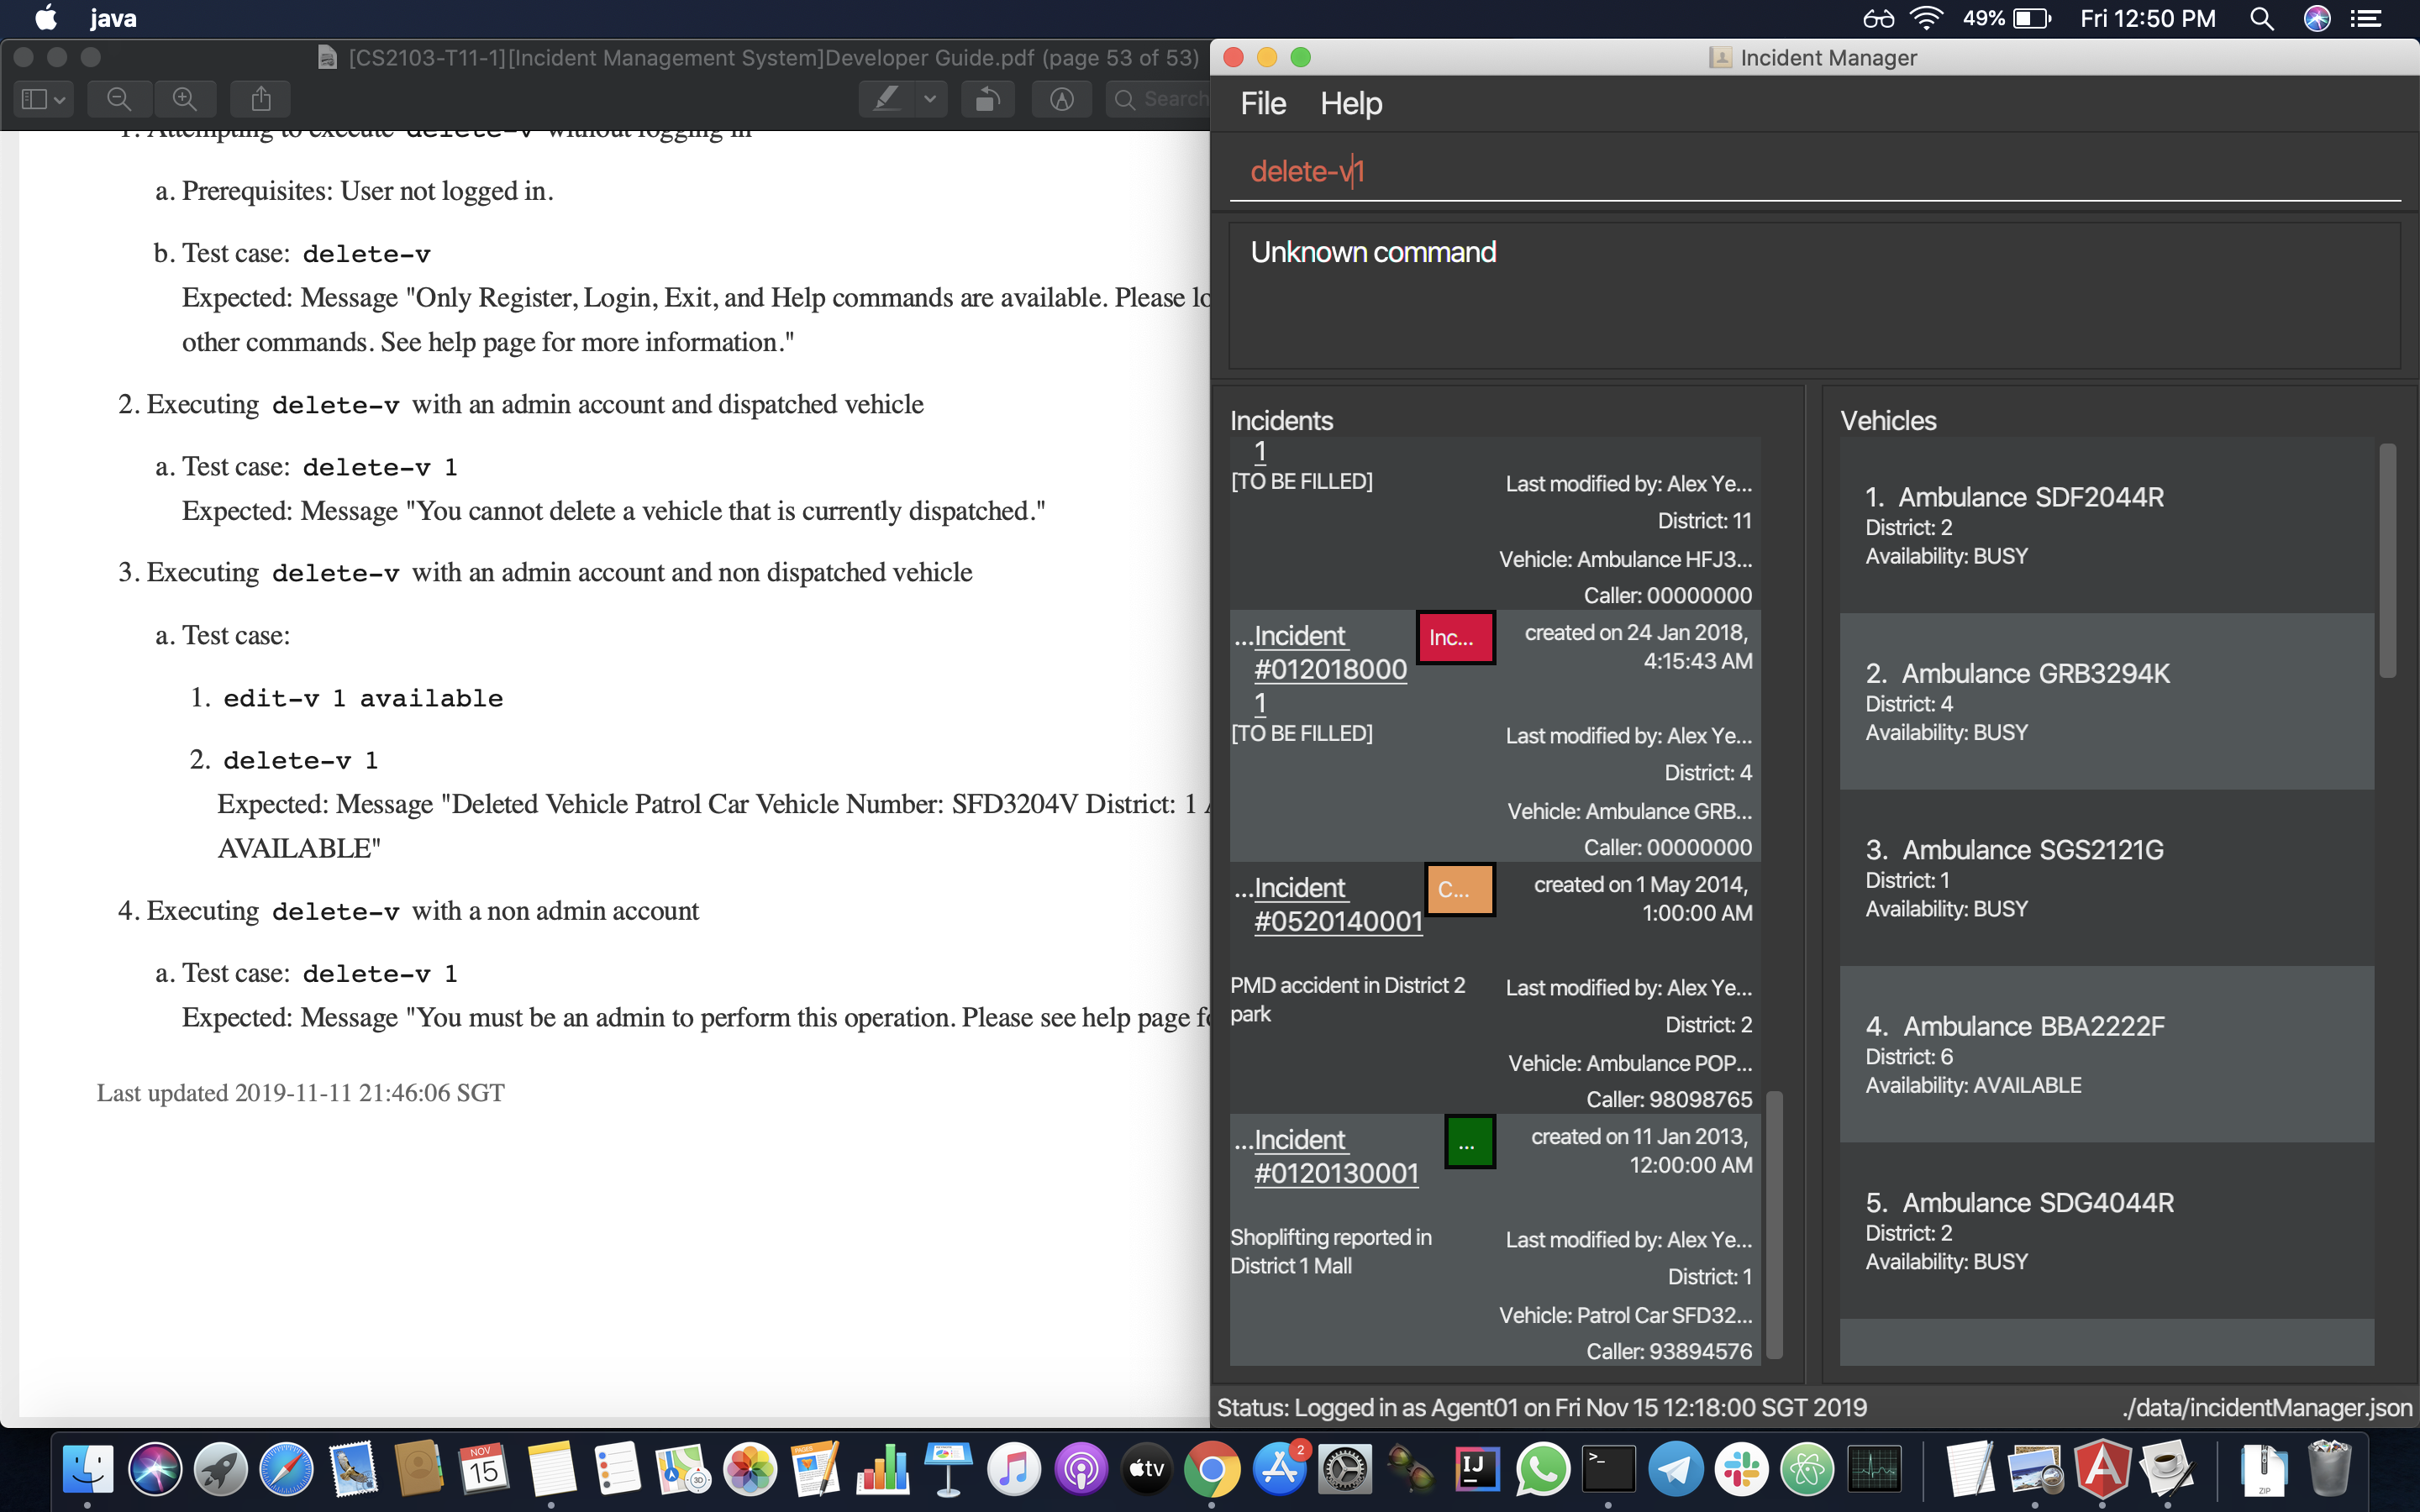 java
49%
Fri 12:50 PM
[CS2103-T11-1][Incident Management System]Developer Guide.pdf (page 53 of 53)
Search
1. Attempting to execute delete-v without logging in
a. Prerequisites: User not logged in.
b. Test case: delete-v
Expected: Message "Only Register, Login, Exit, and Help commands are available. Please
other commands. See help page for more information."
2. Executing delete-v with an admin account and dispatched vehicle
a. Test case: delete-v 1
Expected: Message "You cannot delete a vehicle that is currently dispatched."
3. Executing delete-v with an admin account and non dispatched vehicle
a. Test case:
1. edit-v 1 available
2. delete-v 1
Expected: Message "Deleted Vehicle Patrol Car Vehicle Number: SFD3204V District: 1
AVAILABLE"
4. Executing delete-v with a non admin account
a. Test case: delete-v 1
Expected: Message "You must be an admin to perform this operation. Please see help page
Last updated 2019-11-11 21:46:06 SGT
Incident Manager
File Help
delete-v1
Unknown command
Incidents
1
[TO BE FILLED]
Last modified by: Alex Ye...
District: 11
Vehicle: Ambulance HFJ3...
Caller: 00000000
...Incident
#012018000
1
Inc...
created on 24 Jan 2018,
4:15:43 AM
[TO BE FILLED]
Last modified by: Alex Ye...
District: 4
Vehicle: Ambulance GRB...
Caller: 00000000
...Incident
#0520140001
C...
created on 1 May 2014,
1:00:00 AM
PMD accident in District 2
park
Last modified by: Alex Ye...
District: 2
Vehicle: Ambulance POP...
Caller: 98098765
...Incident
#0120130001
...
created on 11 Jan 2013,
12:00:00 AM
Shoplifting reported in
District 1 Mall
Last modified by: Alex Ye...
District: 1
Vehicle: Patrol Car SFD32...
Caller: 93894576
Vehicles
1. Ambulance SDF2044R
District: 2
Availability: BUSY
2. Ambulance GRB3294K
District: 4
Availability: BUSY
3. Ambulance SGS2121G
District: 1
Availability: BUSY
4. Ambulance BBA2222F
District: 6
Availability: AVAILABLE
5. Ambulance SDG4044R
District: 2
Availability: BUSY
Status: Logged in as Agent01 on Fri Nov 15 12:18:00 SGT 2019
./data/incidentManager.json
NOV
15
PAGES
tv
2
IJ
>_
ZIP